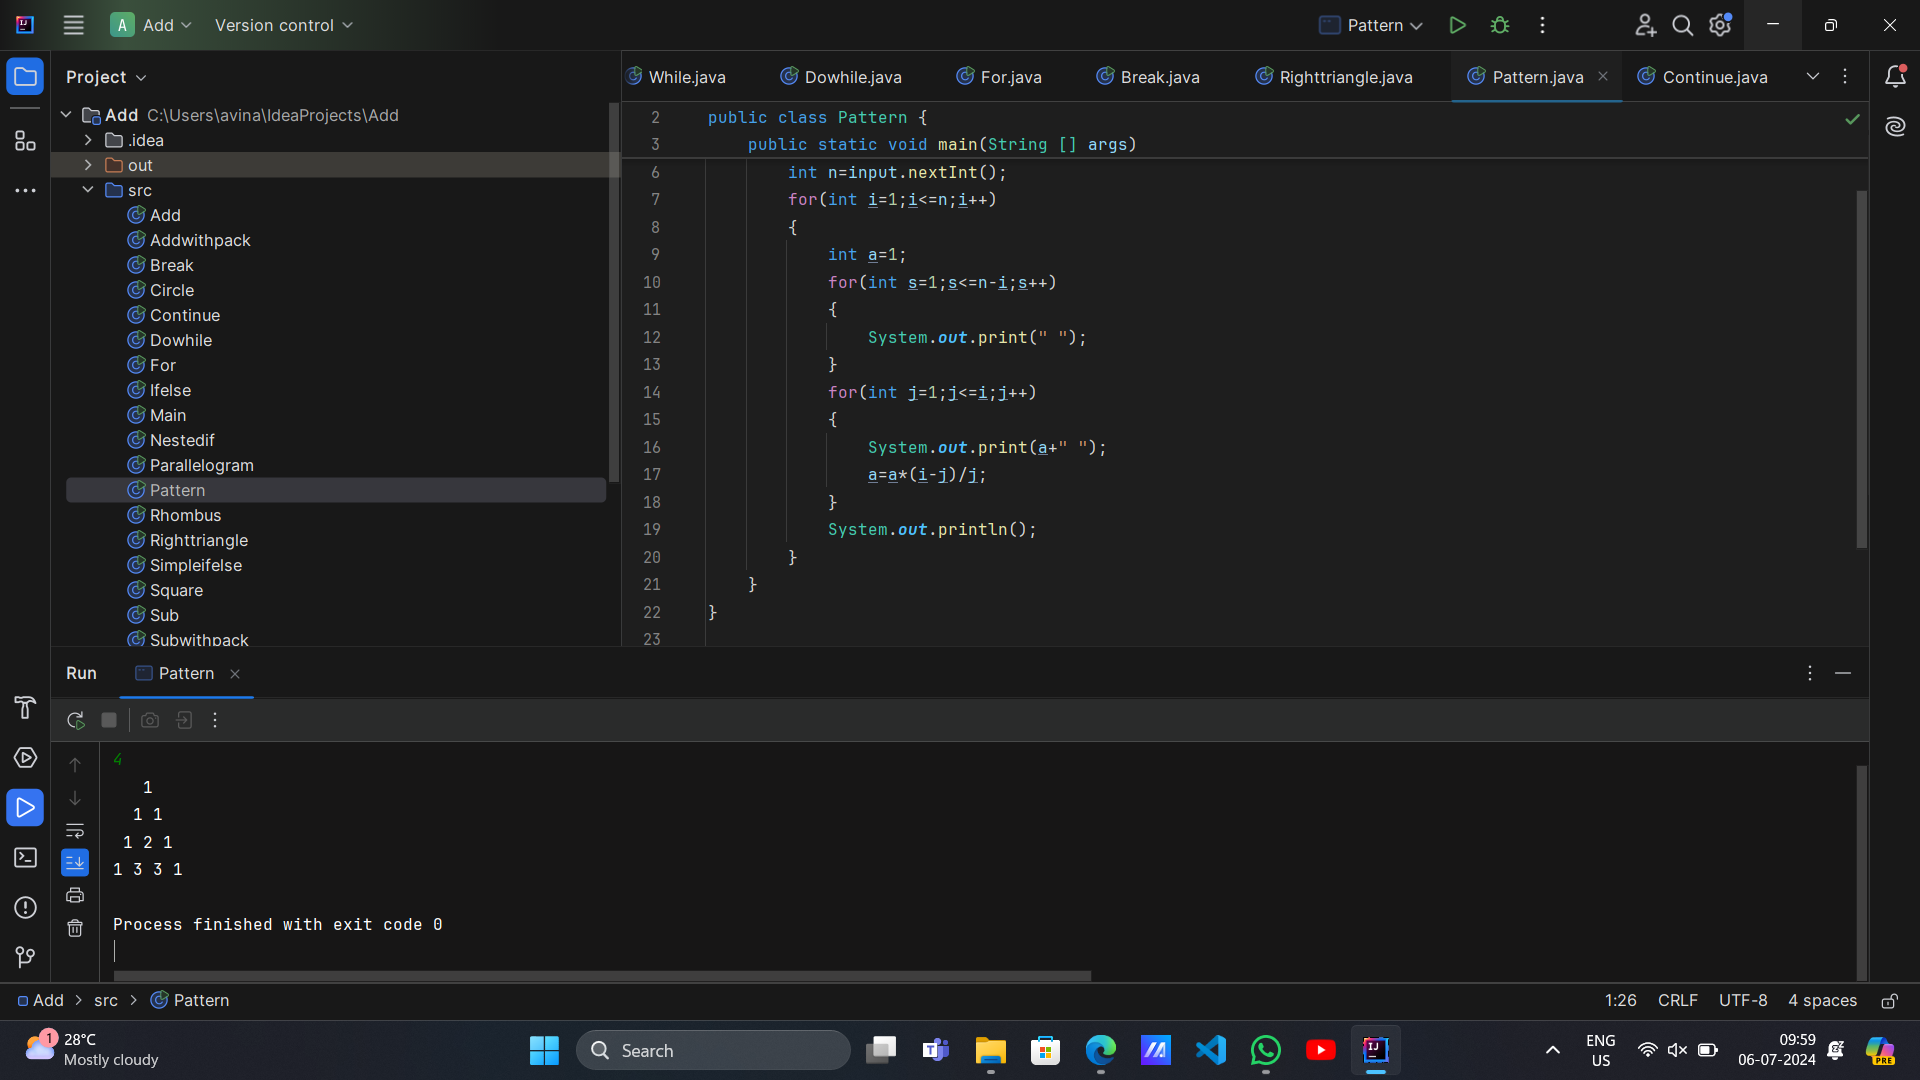 A Add Version control Pattern
Project
While.java Dowhile.java For.java Break.java Righttriangle.java Pattern.java Continue.java
Add C:\Users\avina\IdeaProjects\Add
.idea
out
src
Add
Addwithpack
Break
Circle
Continue
Dowhile
For
Ifelse
Main
Nestedif
Parallelogram
Pattern
Rhombus
Righttriangle
Simpleifelse
Square
Sub
Subwithpack
2 public class Pattern {
3 public static void main(String [] args)
6 int n=input.nextInt();
7 for(int i=1;i<=n;i++)
8 {
9 int a=1;
10 for(int s=1;s<=n-i;s++)
11 {
12 System.out.print(" ");
13 }
14 for(int j=1;j<=i;j++)
15 {
16 System.out.print(a+" ");
17 a=a*(i-j)/j;
18 }
19 System.out.println();
20 }
21 }
22 }
23
Run Pattern
4
1
1 1
1 2 1
1 3 3 1
Process finished with exit code 0
Add > src > Pattern
1:26 CRLF UTF-8 4 spaces
1 28°C
Mostly cloudy
Search
ENG
US
09:59
06-07-2024
PRE